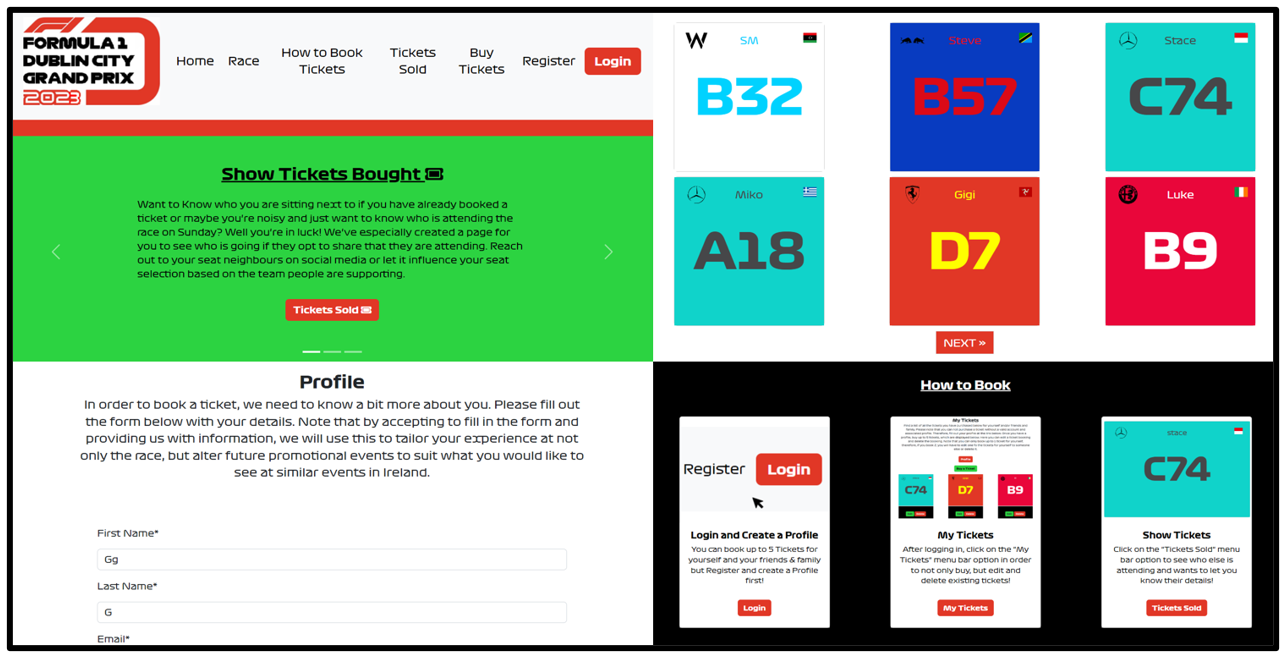 FORMULA 1
DUBLIN CITY
GRAND PRIX
2023
Home
Race
How to Book
Tickets
Tickets
Sold
Buy
Tickets
Register
Login
Show Tickets Bought
Want to Know who you are sitting next to if you have already booked a
ticket or maybe you're noisy and just want to know who is attending the
race on Sunday? Well you're in luck! We've especially created a page for
you to see who is going if they opt to share that they are attending. Reach
out to your seat neighbours on social media or let it influence your seat
selection based on the team people are supporting.
Tickets Sold
Profile
In order to book a ticket, we need to know a bit more about you. Please fill out
the form below with your details. Note that by accepting to fill in the form and
providing us with information, we will use this to tailor your experience at not
only the race, but alter future promotional events to suit what you would like to
see at similar events in Ireland.
First Name*
Gg
Last Name*
G
Email*
W
SM
B32
Steve
B57
Stace
C74
Miko
A18
Gigi
D7
Luke
B9
NEXT »
How to Book
Register
Login
Login and Create a Profile
You can book up to 5 Tickets for
yourself and your friends & family
but Register and create a Profile
first!
Login
My Tickets
C74
D7
B9
My Tickets
After logging in, click on the "My
Tickets" menu bar option in order
to not only buy, but edit and
delete existing tickets!
My Tickets
stace
C74
Show Tickets
Click on the "Tickets Sold" menu
bar option to see who else is
attending and wants to let you
know their details!
Tickets Sold